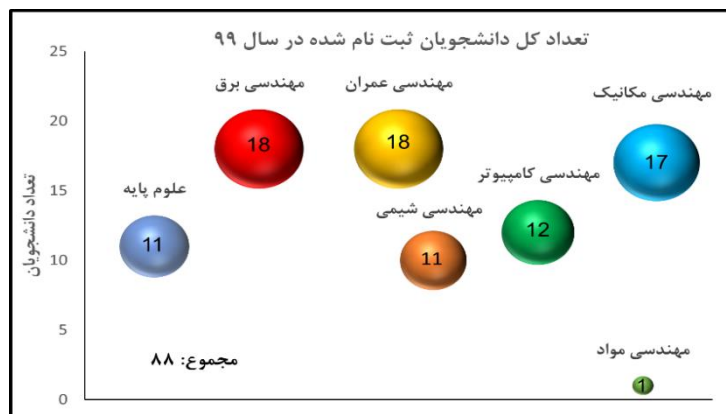 تعداد کل دانشجویان ثبت نام شده در سال ۹۹
25
20
15
10
5
0
تعداد دانشجویان
مهندسی مکانیک
17
مهندسی عمران
18
مهندسی برق
18
مهندسی کامپیوتر
12
علوم پایه
11
مهندسی شیمی
11
مهندسی مواد
1
مجموع: ۸۸